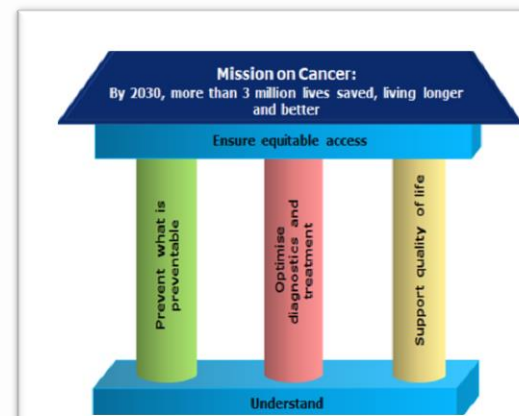 Mission on Cancer:
By 2030, more than 3 million lives saved, living longer
and better
Ensure equitable access
Prevent what is
preventable
Optimise
diagnostics and
treatment
Support quality of life
Understand